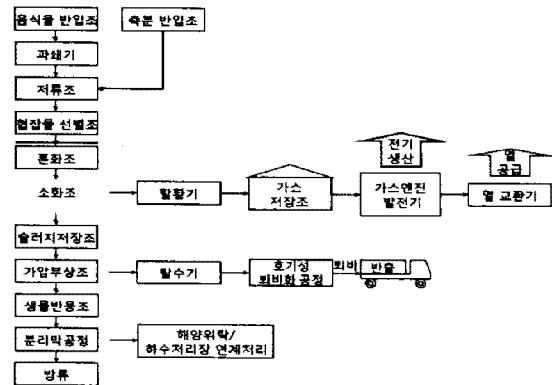 음식물 반입조
축분 반입조
파쇄기
저류조
협잡물 선별조
혼화조
소화조
탈황기
가스
저장조
전기
생산
가스엔진
발전기
열
공급
열 교환기
슬러지저장조
가압부상조
탈수기
호기성
퇴비화 공정
퇴비
반출
생물반응조
분리막공정
해양위탁/
하수처리장 연계처리
방류